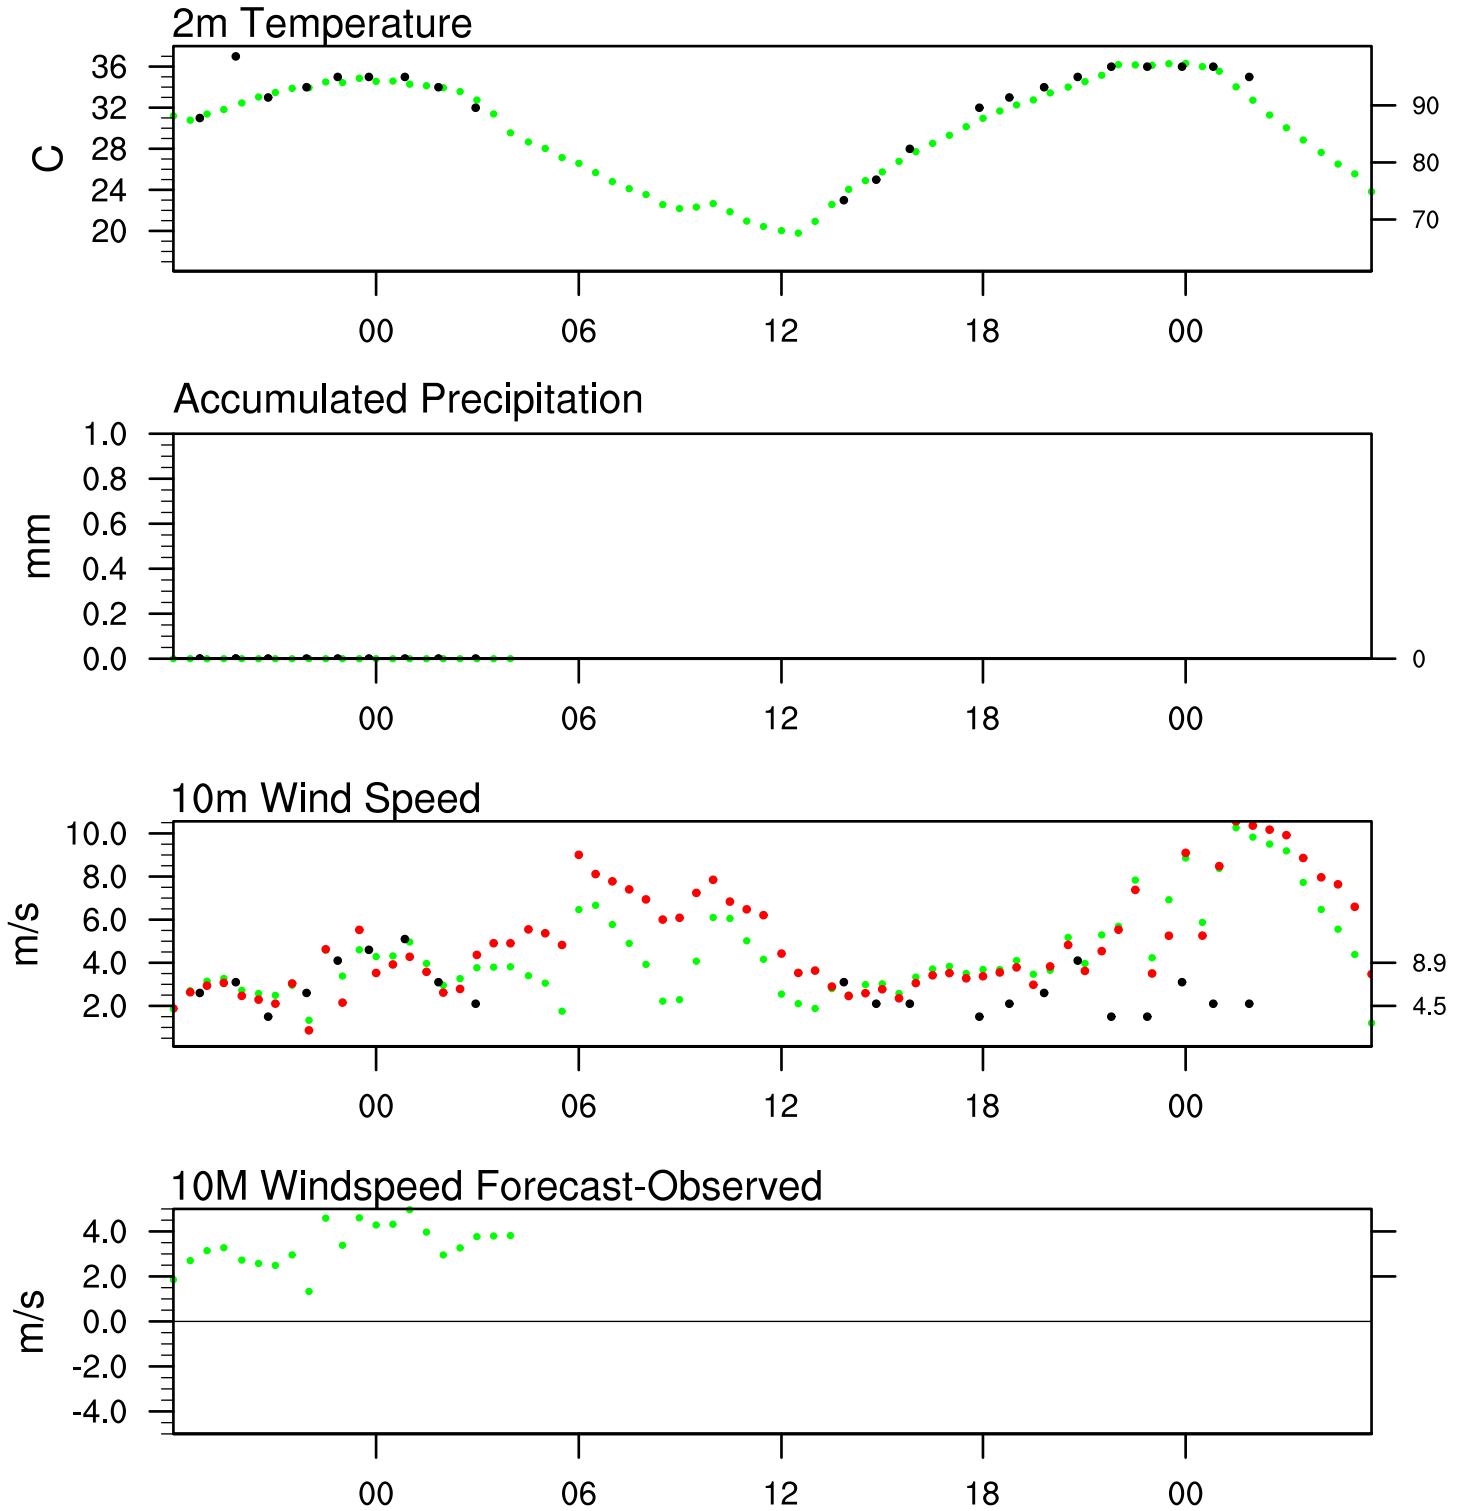 2m Temperature
36
32
28
24
20
C
90
80
70
00 06 12 18 00
Accumulated Precipitation
1.0
0.8
0.6
0.4
0.2
0.0
mm
0
00 06 12 18 00
10m Wind Speed
10.0
8.0
6.0
4.0
2.0
m/s
8.9
4.5
00 06 12 18 00
10M Windspeed Forecast-Observed
4.0
2.0
0.0
-2.0
-4.0
m/s
00 06 12 18 00